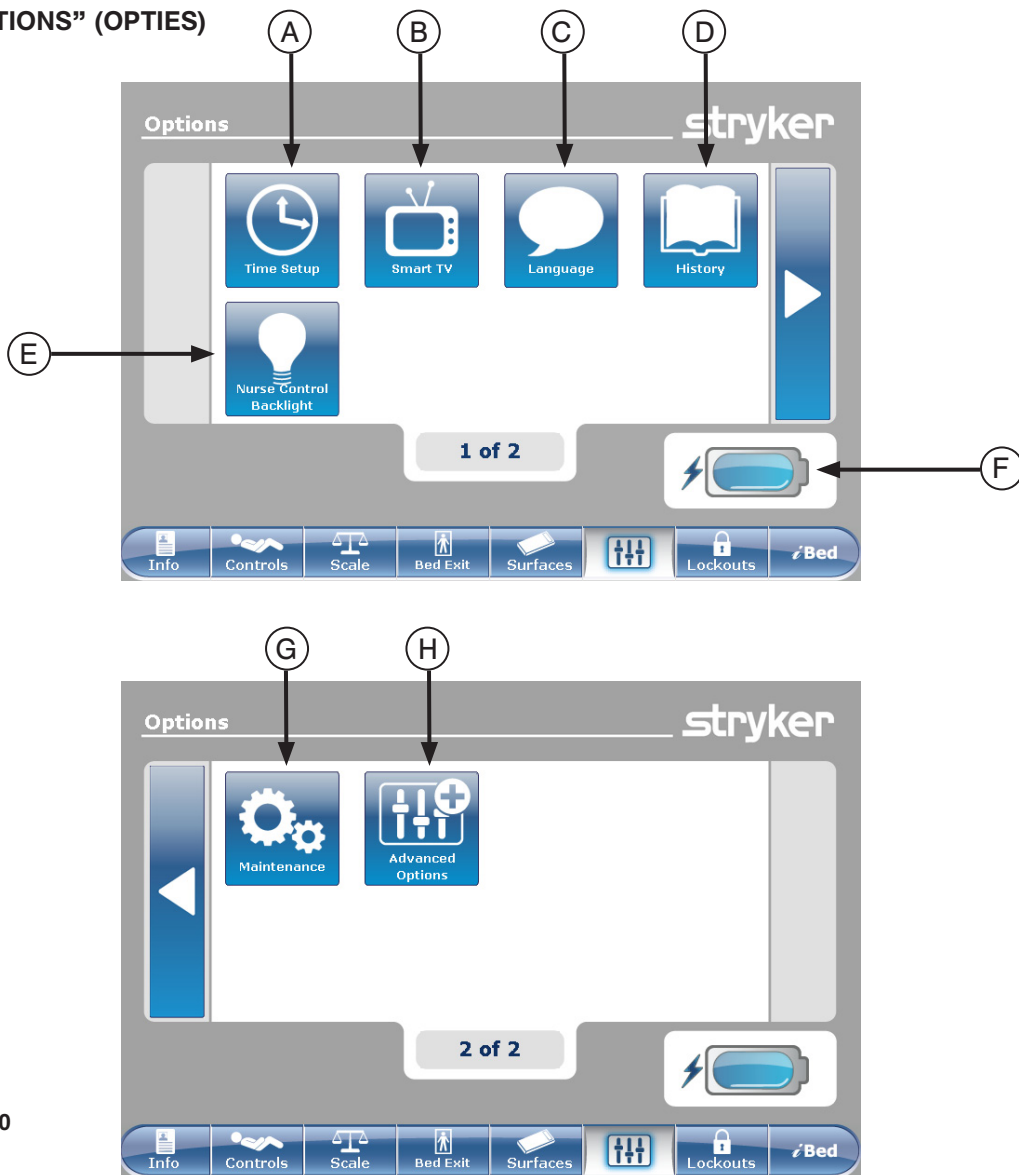 TIONS” (OPTIES)
A
B
C
D
Options
stryker
Time Setup
Smart TV
Language
History
E
Nurse Control
Backlight
1 of 2
F
Info
Controls
Scale
Bed Exit
Surfaces
Lockouts
iBed
G
H
Options
stryker
Maintenance
Advanced
Options
2 of 2
0
Info
Controls
Scale
Bed Exit
Surfaces
Lockouts
iBed